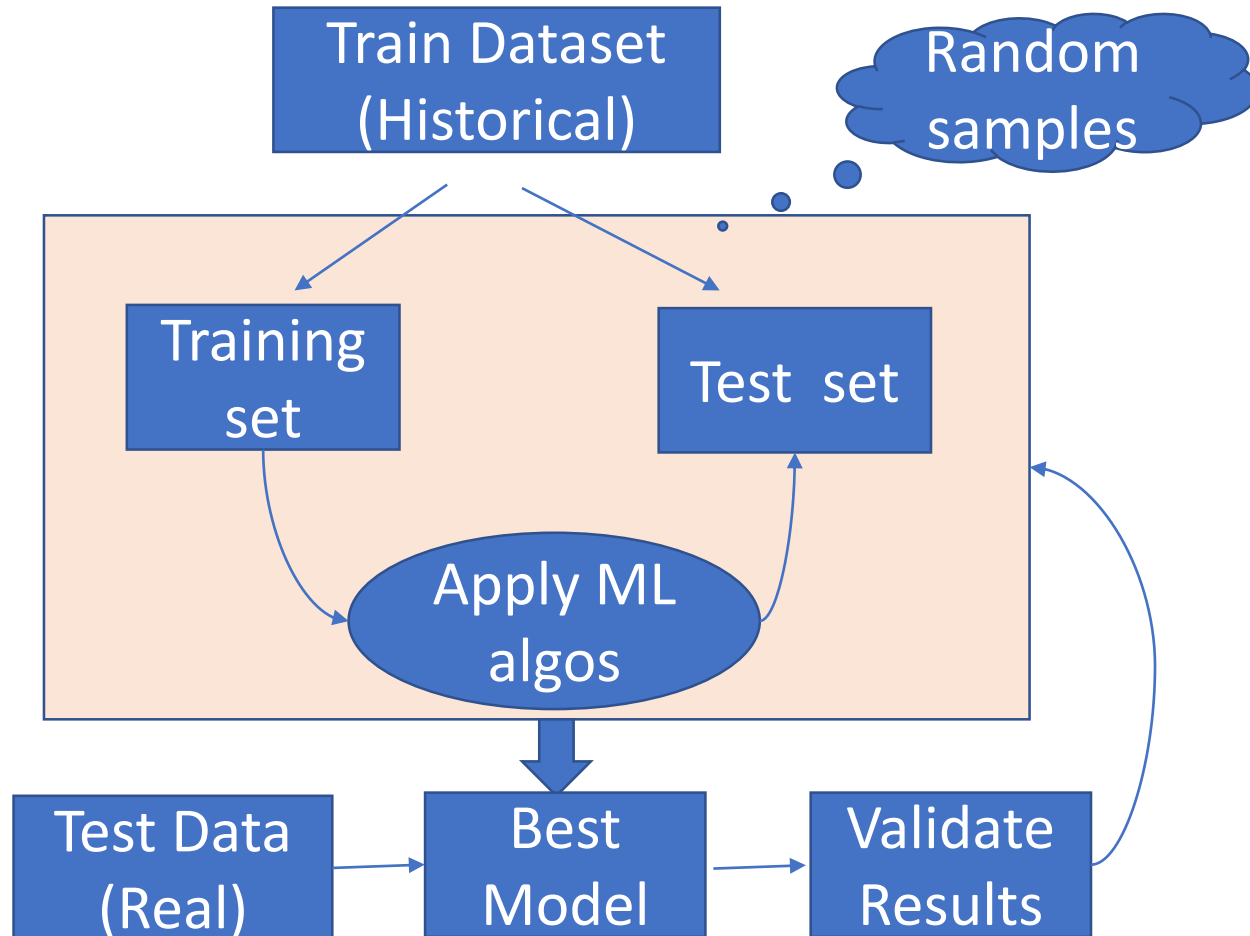 Train Dataset
(Historical)
Random
samples
Training
set
Test set
Apply ML
algos
Test Data
(Real)
Best
Model
Validate
Results